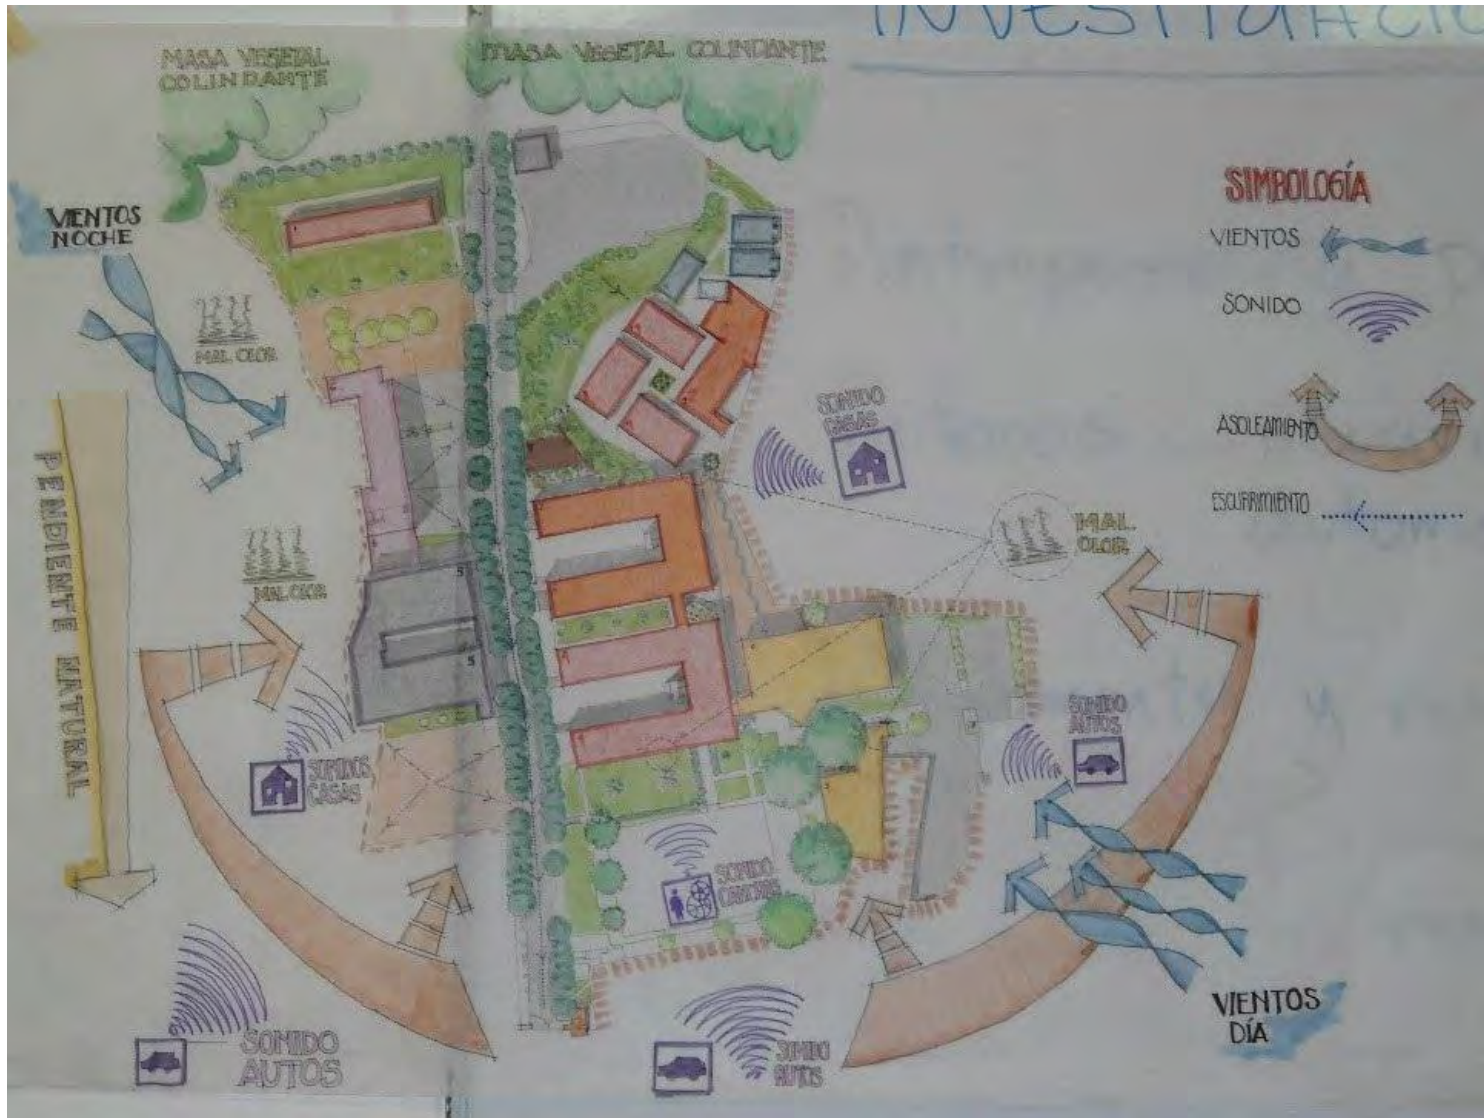 INVESTIGACIÓ
MASA VEGETAL
COLINDANTE
MASA VEGETAL COLINDANTE
VIENTOS
NOCHE
MAL OLOR
PENDIENTE NATURAL
MAL OLOR
SONIDOS
CASAS
SONIDO
AUTOS
SONIDO
CASAS
MAL
OLOR
SONIDO
AUTOS
SONIDO
CANCHAS
SONIDO
AUTOS
VIENTOS
DÍA
SIMBOLOGÍA
VIENTOS
SONIDO
ASOLEAMIENTO
ESCURRIMIENTO